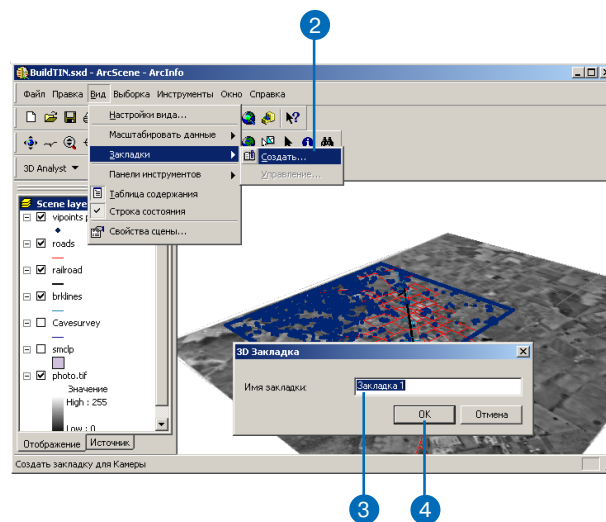 2
BuildTIN.sxd - ArcScene - ArcInfo
Файл Правка Вид Выборка Инструменты Окно Справка
Настройки вида...
Масштабировать данные
Закладки
Создать...
Управление...
Панели инструментов
Таблица содержания
Строка состояния
Свойства сцены...
3D Analyst
Scene laye
vipoints p
roads
railroad
brklines
Cavesurvey
smclp
photo.tif
Значение
High : 255
Low : 0
Отображение Источник
Создать закладку для Камеры
3D Закладка
Имя закладки:
Закладка 1
OK Отмена
3 4